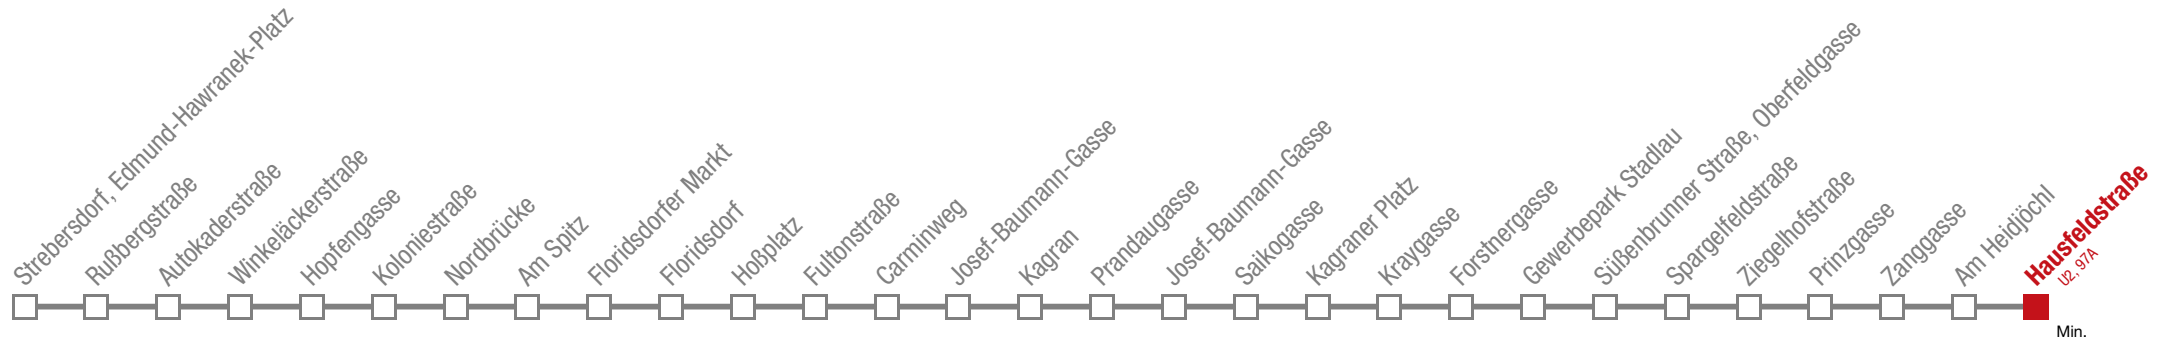 Strebersdorf, Edmund-Hawranek-Platz
Rußbergstraße
Autokaderstraße
Winkeläckerstraße
Hopfengasse
Koloniestraße
Nordbrücke
Am Spitz
Floridsdorfer Markt
Floridsdorf
Hoßplatz
Fultonstraße
Carminweg
Josef-Baumann-Gasse
Kagran
Prandaugasse
Josef-Baumann-Gasse
Saikogasse
Kagraner Platz
Kraygasse
Forstnergasse
Gewerbepark Stadlau
Süßenbrunner Straße, Oberfeldgasse
Spargelfeldstraße
Ziegelhofstraße
Prinzgasse
Zanggasse
Am Heidjöchl
Hausfeldstraße
U2, 97A
Min.